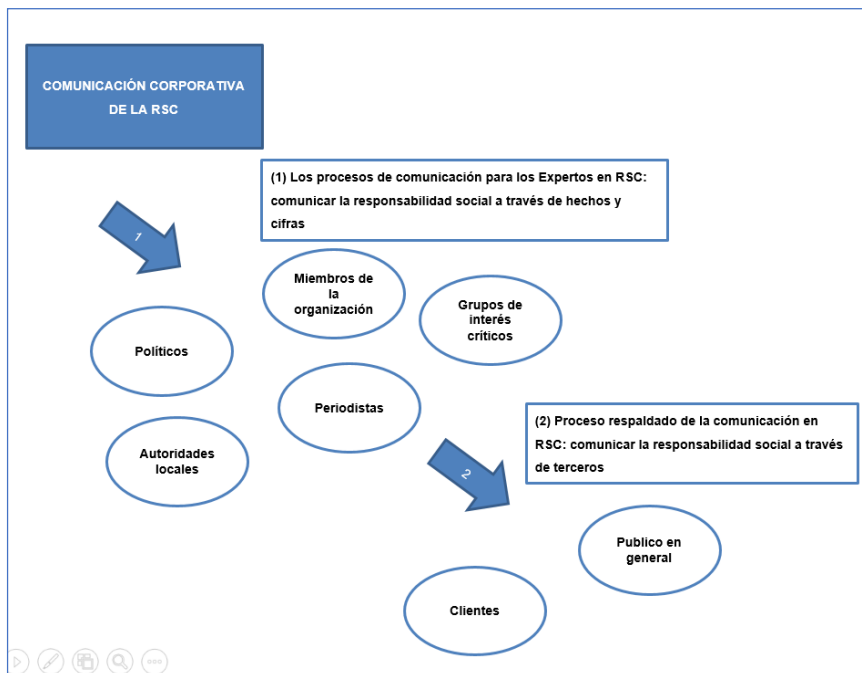 COMUNICACIÓN CORPORATIVA
DE LA RSC
(1) Los procesos de comunicación para los Expertos en RSC:
comunicar la responsabilidad social a través de hechos y
cifras
1
Miembros de
la
organización
Grupos de
interés
críticos
Políticos
Periodistas
Autoridades
locales
(2) Proceso respaldado de la comunicación en
RSC: comunicar la responsabilidad social a través
de terceros
2
Publico en
general
Clientes